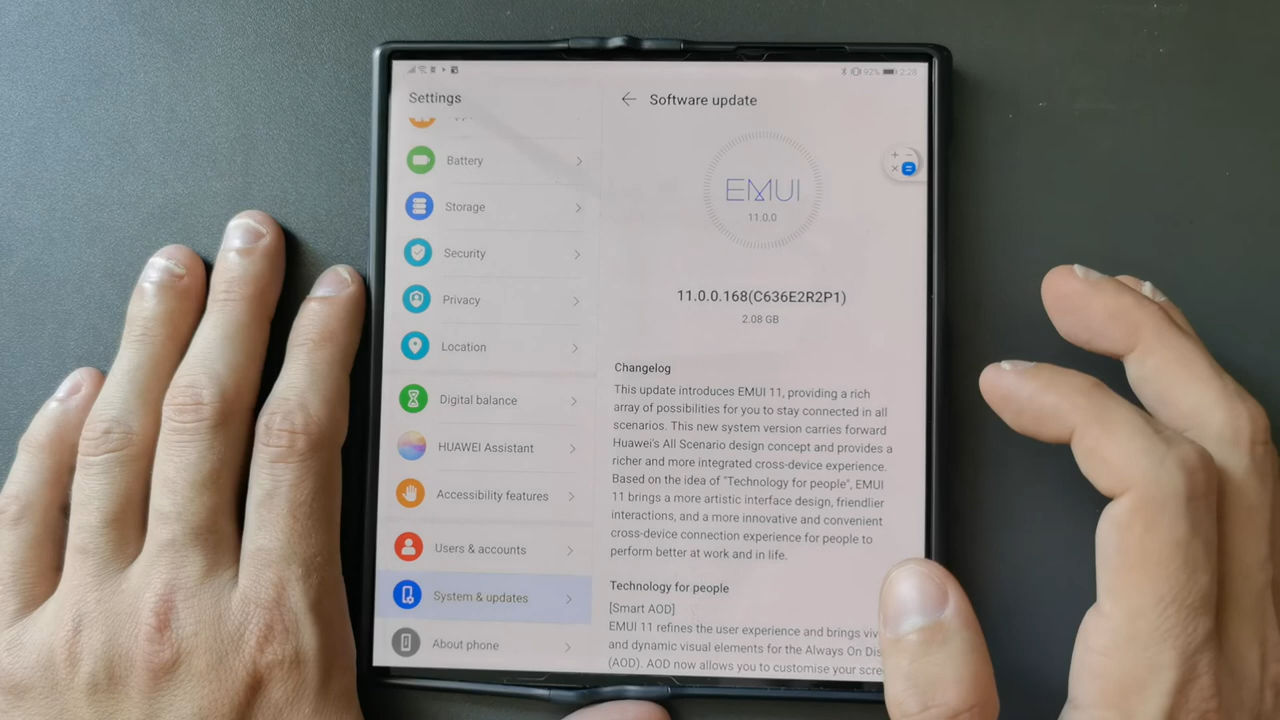 92% 2:28
Settings
Battery
Storage
Security
Privacy
Location
Digital balance
HUAWEI Assistant
Accessibility features
Users & accounts
System & updates
About phone
Software update
EMUI
11.0.0
11.0.0.168(C636E2R2P1)
2.08 GB
Changelog
This update introduces EMUI 11, providing a rich
array of possibilities for you to stay connected in all
scenarios. This new system version carries forward
Huawei's All Scenario design concept and provides a
richer and more integrated cross-device experience.
Based on the idea of "Technology for people", EMUI
11 brings a more artistic interface design, friendlier
interactions, and a more innovative and convenient
cross-device connection experience for people to
perform better at work and in life.
Technology for people
[Smart AOD]
EMUI 11 refines the user experience and brings viv
and dynamic visual elements for the Always On Dis
(AOD). AOD now allows you to customise your scre